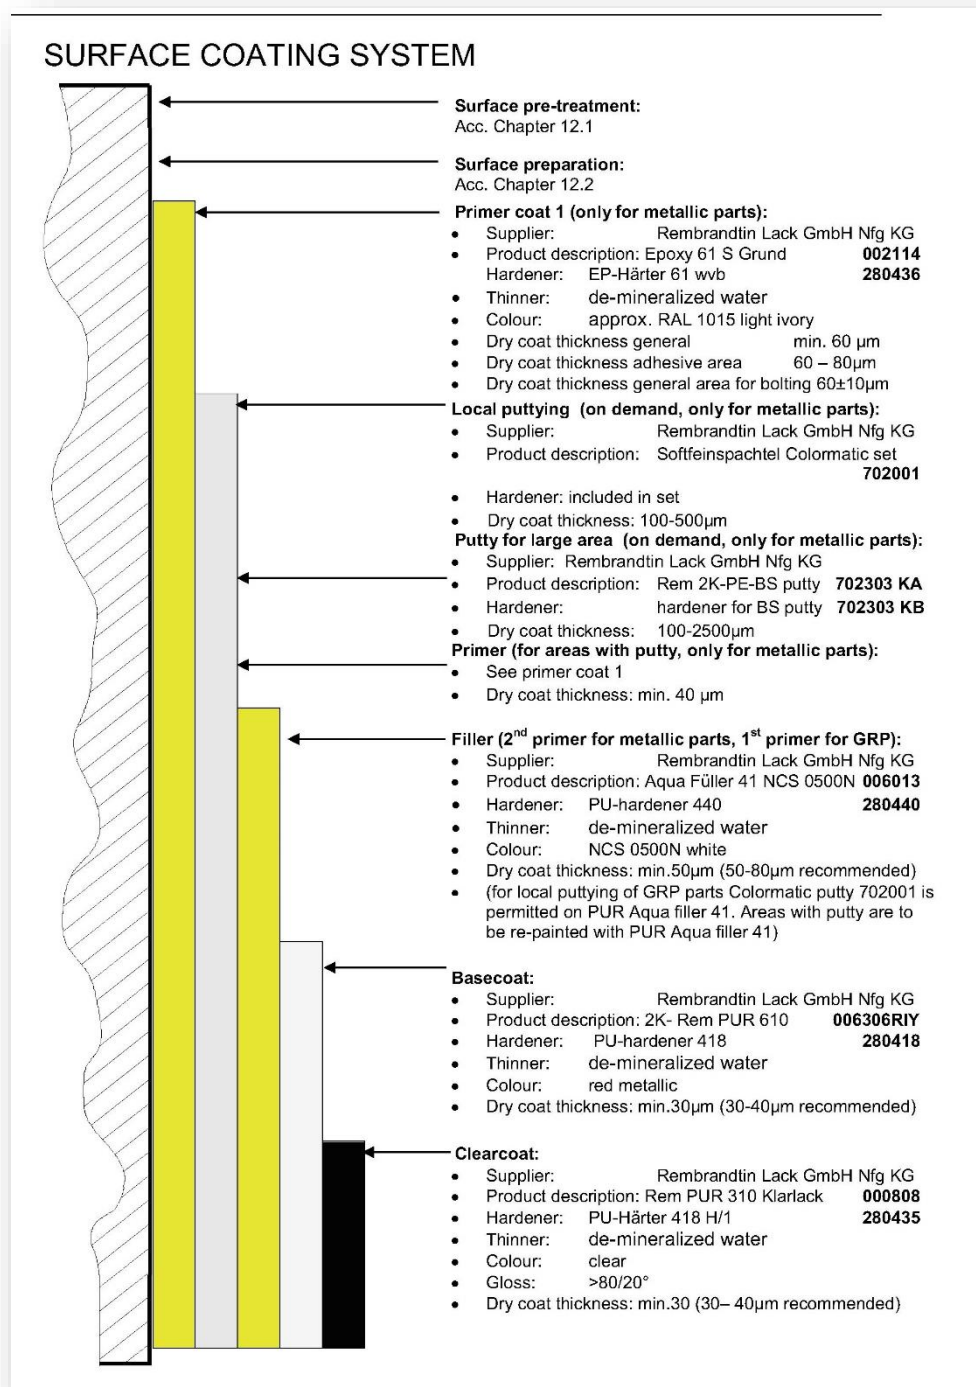 SURFACE COATING SYSTEM
Surface pre-treatment:
Acc. Chapter 12.1
Surface preparation:
Acc. Chapter 12.2
Primer coat 1 (only for metallic parts):
• Supplier: Rembrandtin Lack GmbH Nfg KG
• Product description: Epoxy 61 S Grund 002114
Hardener: EP-Härter 61 wvb 280436
• Thinner: de-mineralized water
• Colour: approx. RAL 1015 light ivory
• Dry coat thickness general min. 60 µm
• Dry coat thickness adhesive area 60 – 80µm
• Dry coat thickness general area for bolting 60±10µm
Local puttying (on demand, only for metallic parts):
• Supplier: Rembrandtin Lack GmbH Nfg KG
• Product description: Softfeinspachtel Colormatic set
702001
• Hardener: included in set
• Dry coat thickness: 100-500µm
Putty for large area (on demand, only for metallic parts):
• Supplier: Rembrandtin Lack GmbH Nfg KG
• Product description: Rem 2K-PE-BS putty 702303 KA
• Hardener: hardener for BS putty 702303 KB
• Dry coat thickness: 100-2500µm
Primer (for areas with putty, only for metallic parts):
• See primer coat 1
• Dry coat thickness: min. 40 µm
Filler (2nd primer for metallic parts, 1st primer for GRP):
• Supplier: Rembrandtin Lack GmbH Nfg KG
• Product description: Aqua Füller 41 NCS 0500N 006013
• Hardener: PU-hardener 440 280440
• Thinner: de-mineralized water
• Colour: NCS 0500N white
• Dry coat thickness: min.50µm (50-80µm recommended)
• (for local puttying of GRP parts Colormatic putty 702001 is
permitted on PUR Aqua filler 41. Areas with putty are to
be re-painted with PUR Aqua filler 41)
Basecoat:
• Supplier: Rembrandtin Lack GmbH Nfg KG
• Product description: 2K- Rem PUR 610 006306RIY
• Hardener: PU-hardener 418 280418
• Thinner: de-mineralized water
• Colour: red metallic
• Dry coat thickness: min.30µm (30-40µm recommended)
Clearcoat:
• Supplier: Rembrandtin Lack GmbH Nfg KG
• Product description: Rem PUR 310 Klarlack 000808
• Hardener: PU-Härter 418 H/1 280435
• Thinner: de-mineralized water
• Colour: clear
• Gloss: >80/20°
• Dry coat thickness: min.30 (30– 40µm recommended)